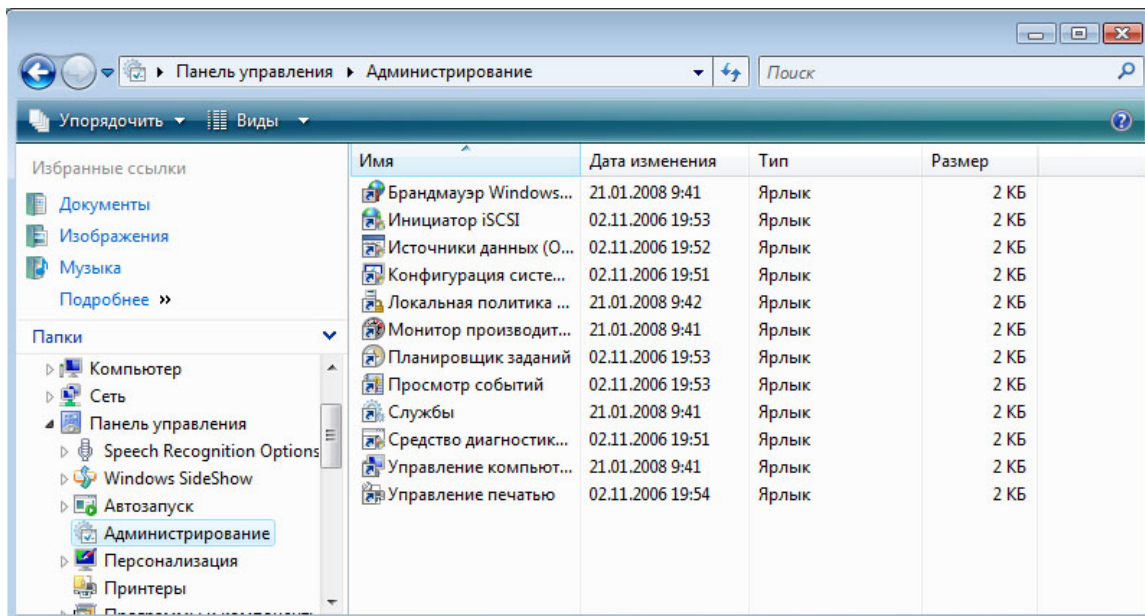 Панель управления ▸ Администрирование
Поиск
Упорядочить Виды
Избранные ссылки
Документы
Изображения
Музыка
Подробнее »
Папки
Компьютер
Сеть
Панель управления
Speech Recognition Options
Windows SideShow
Автозапуск
Администрирование
Персонализация
Принтеры
Имя Дата изменения Тип Размер
Брандмауэр Windows... 21.01.2008 9:41 Ярлык 2 КБ
Инициатор iSCSI 02.11.2006 19:53 Ярлык 2 КБ
Источники данных (O... 02.11.2006 19:52 Ярлык 2 КБ
Конфигурация систе... 02.11.2006 19:51 Ярлык 2 КБ
Локальная политика ... 21.01.2008 9:42 Ярлык 2 КБ
Монитор производит... 21.01.2008 9:41 Ярлык 2 КБ
Планировщик заданий 02.11.2006 19:53 Ярлык 2 КБ
Просмотр событий 02.11.2006 19:53 Ярлык 2 КБ
Службы 21.01.2008 9:41 Ярлык 2 КБ
Средство диагностик... 02.11.2006 19:51 Ярлык 2 КБ
Управление компьют... 21.01.2008 9:41 Ярлык 2 КБ
Управление печатью 02.11.2006 19:54 Ярлык 2 КБ